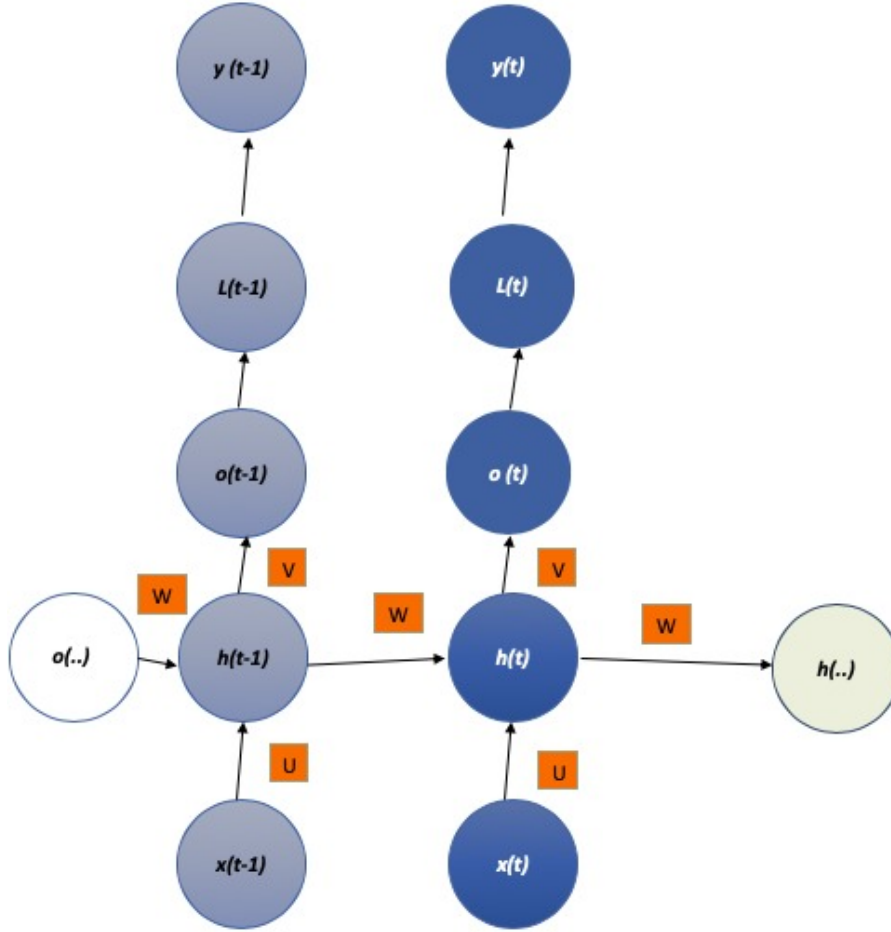 y (t-1)
y(t)
L(t-1)
L(t)
o(t-1)
o (t)
V
V
W
W
W
o(..)
h(t-1)
h(t)
h(..)
U
U
x(t-1)
x(t)